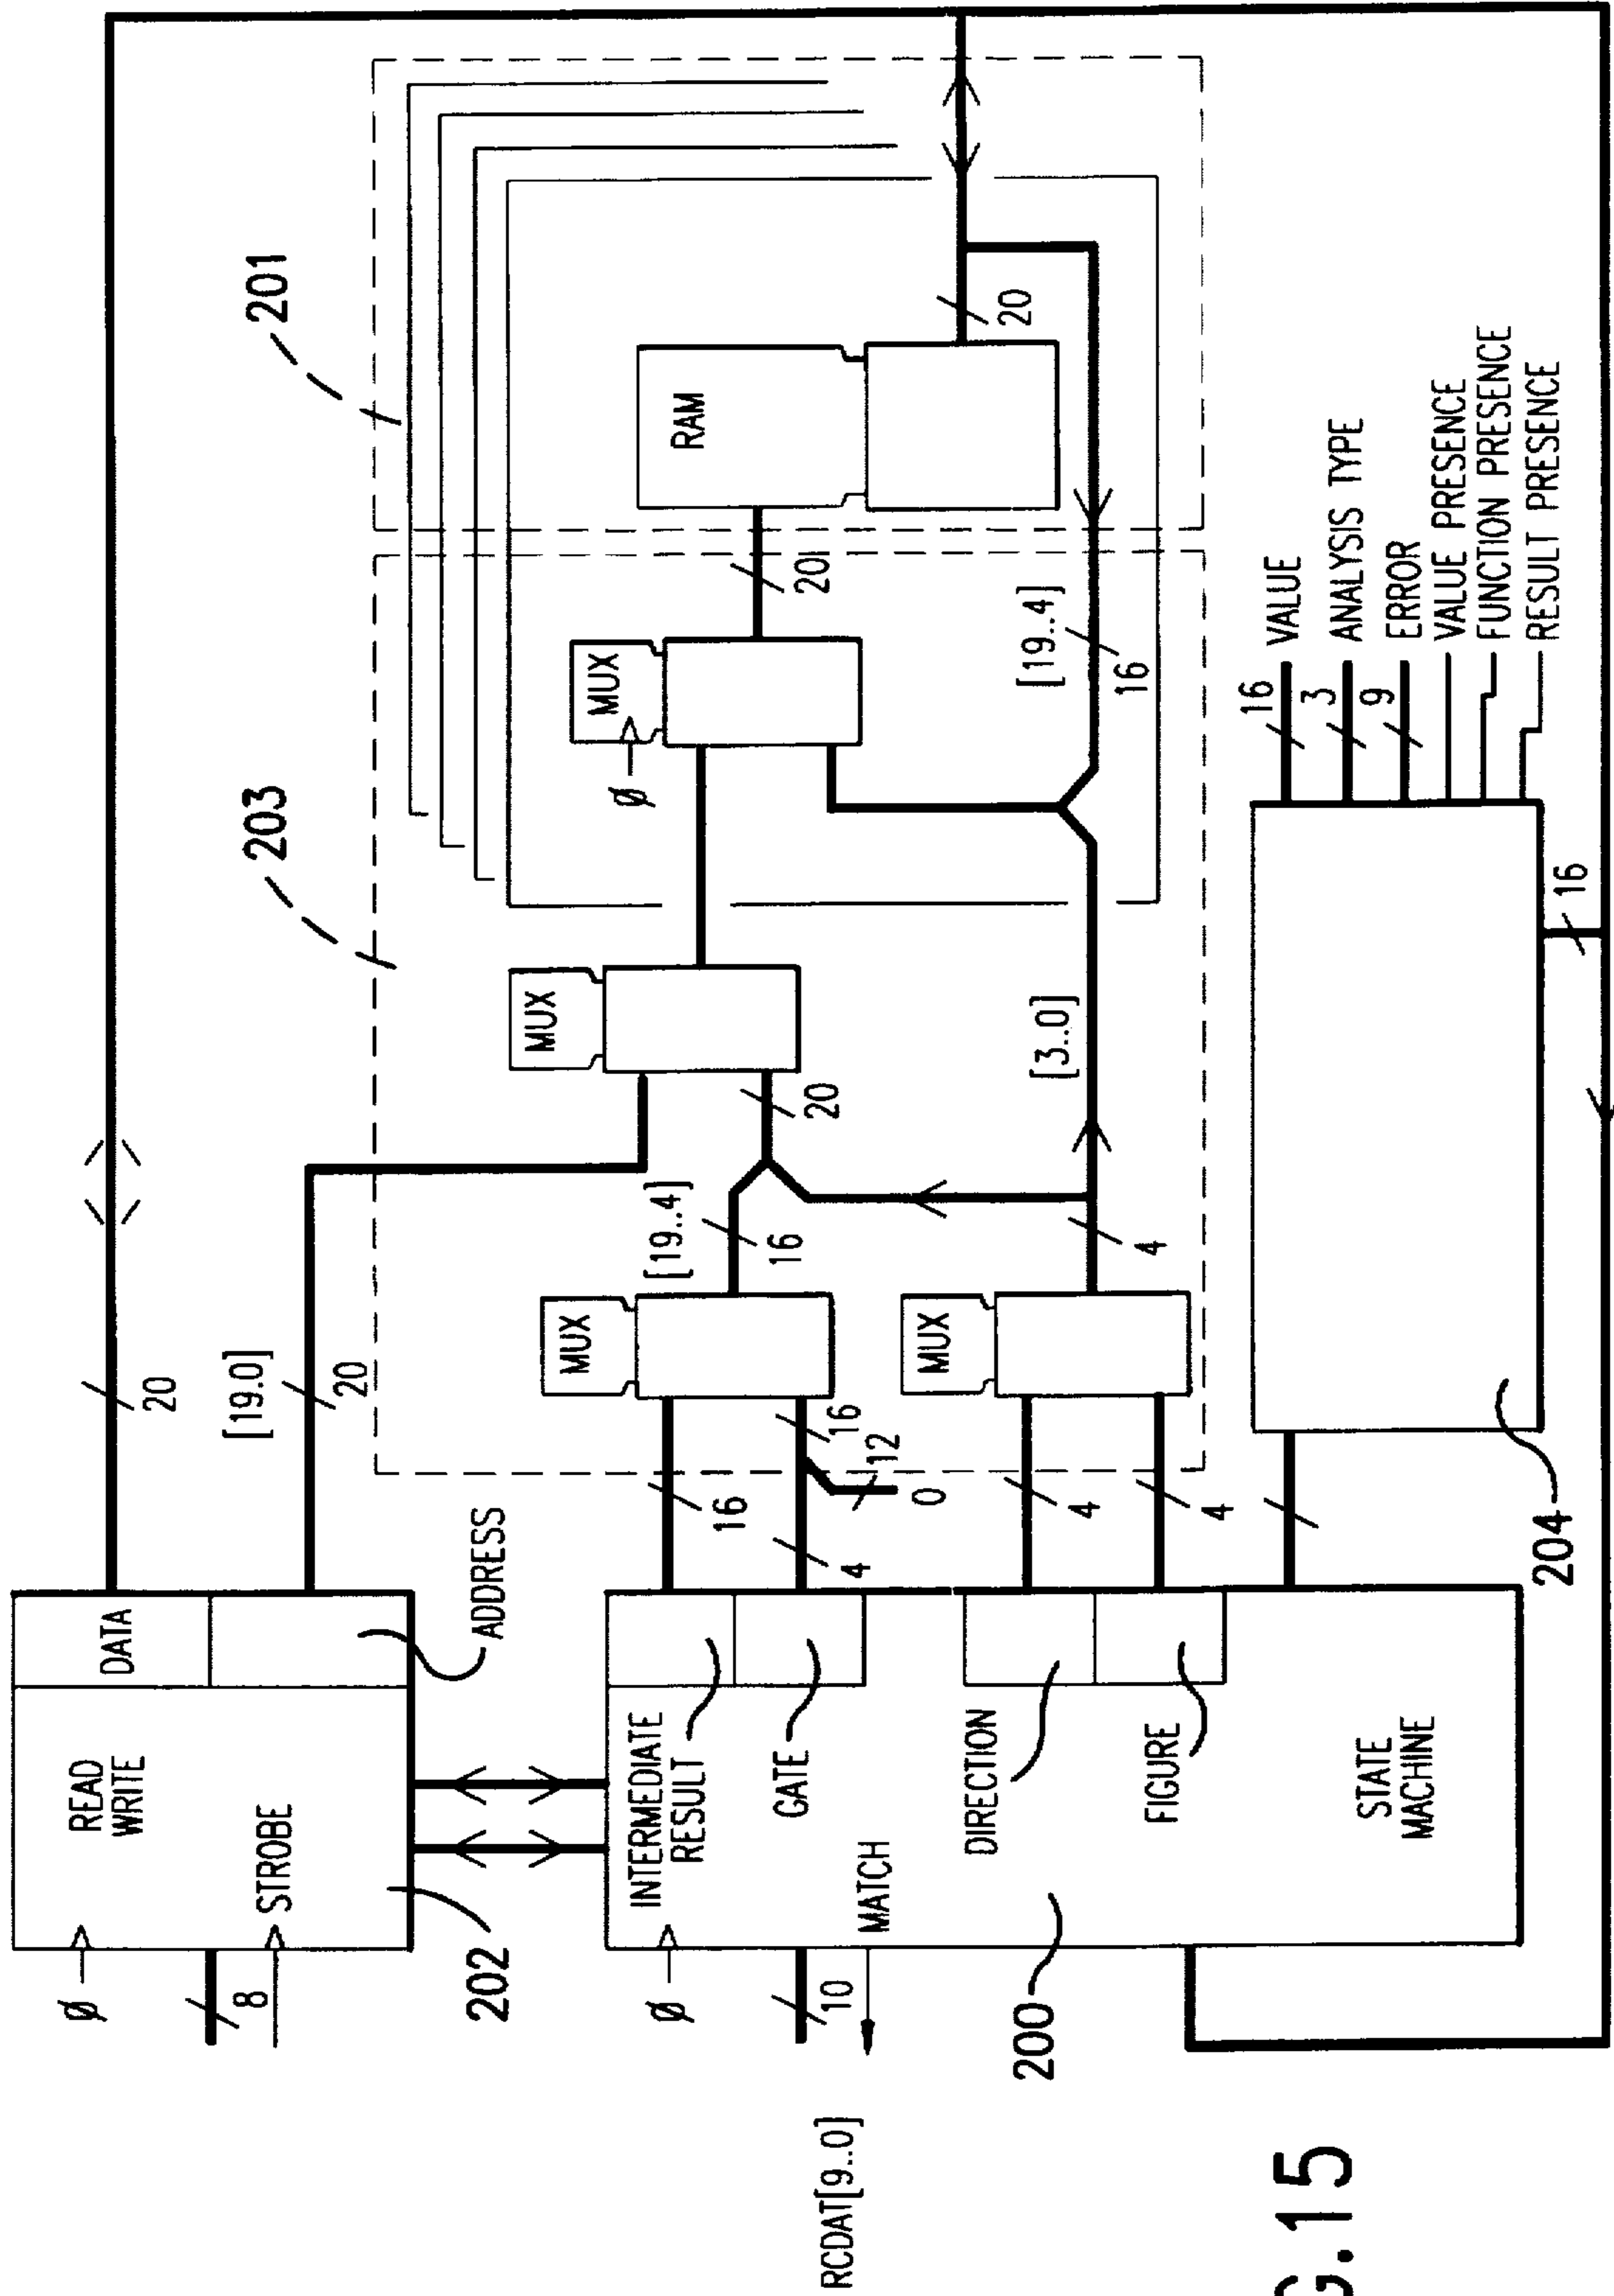 201
203
RAM
20
20
MUX
Ø
[19..4]
16
MUX
20
[3..0]
[19..4]
16
4
MUX
MUX
20
[19.0]
20
16
16
12
0
4
4
4
DATA
ADDRESS
READ
WRITE
STROBE
Ø
8
202
INTERMEDIATE
RESULT
GATE
DIRECTION
FIGURE
STATE
MACHINE
MATCH
Ø
10
200
RCDAT[9..0]
16
VALUE
3
ANALYSIS TYPE
9
ERROR
VALUE PRESENCE
FUNCTION PRESENCE
RESULT PRESENCE
16
204
G.15